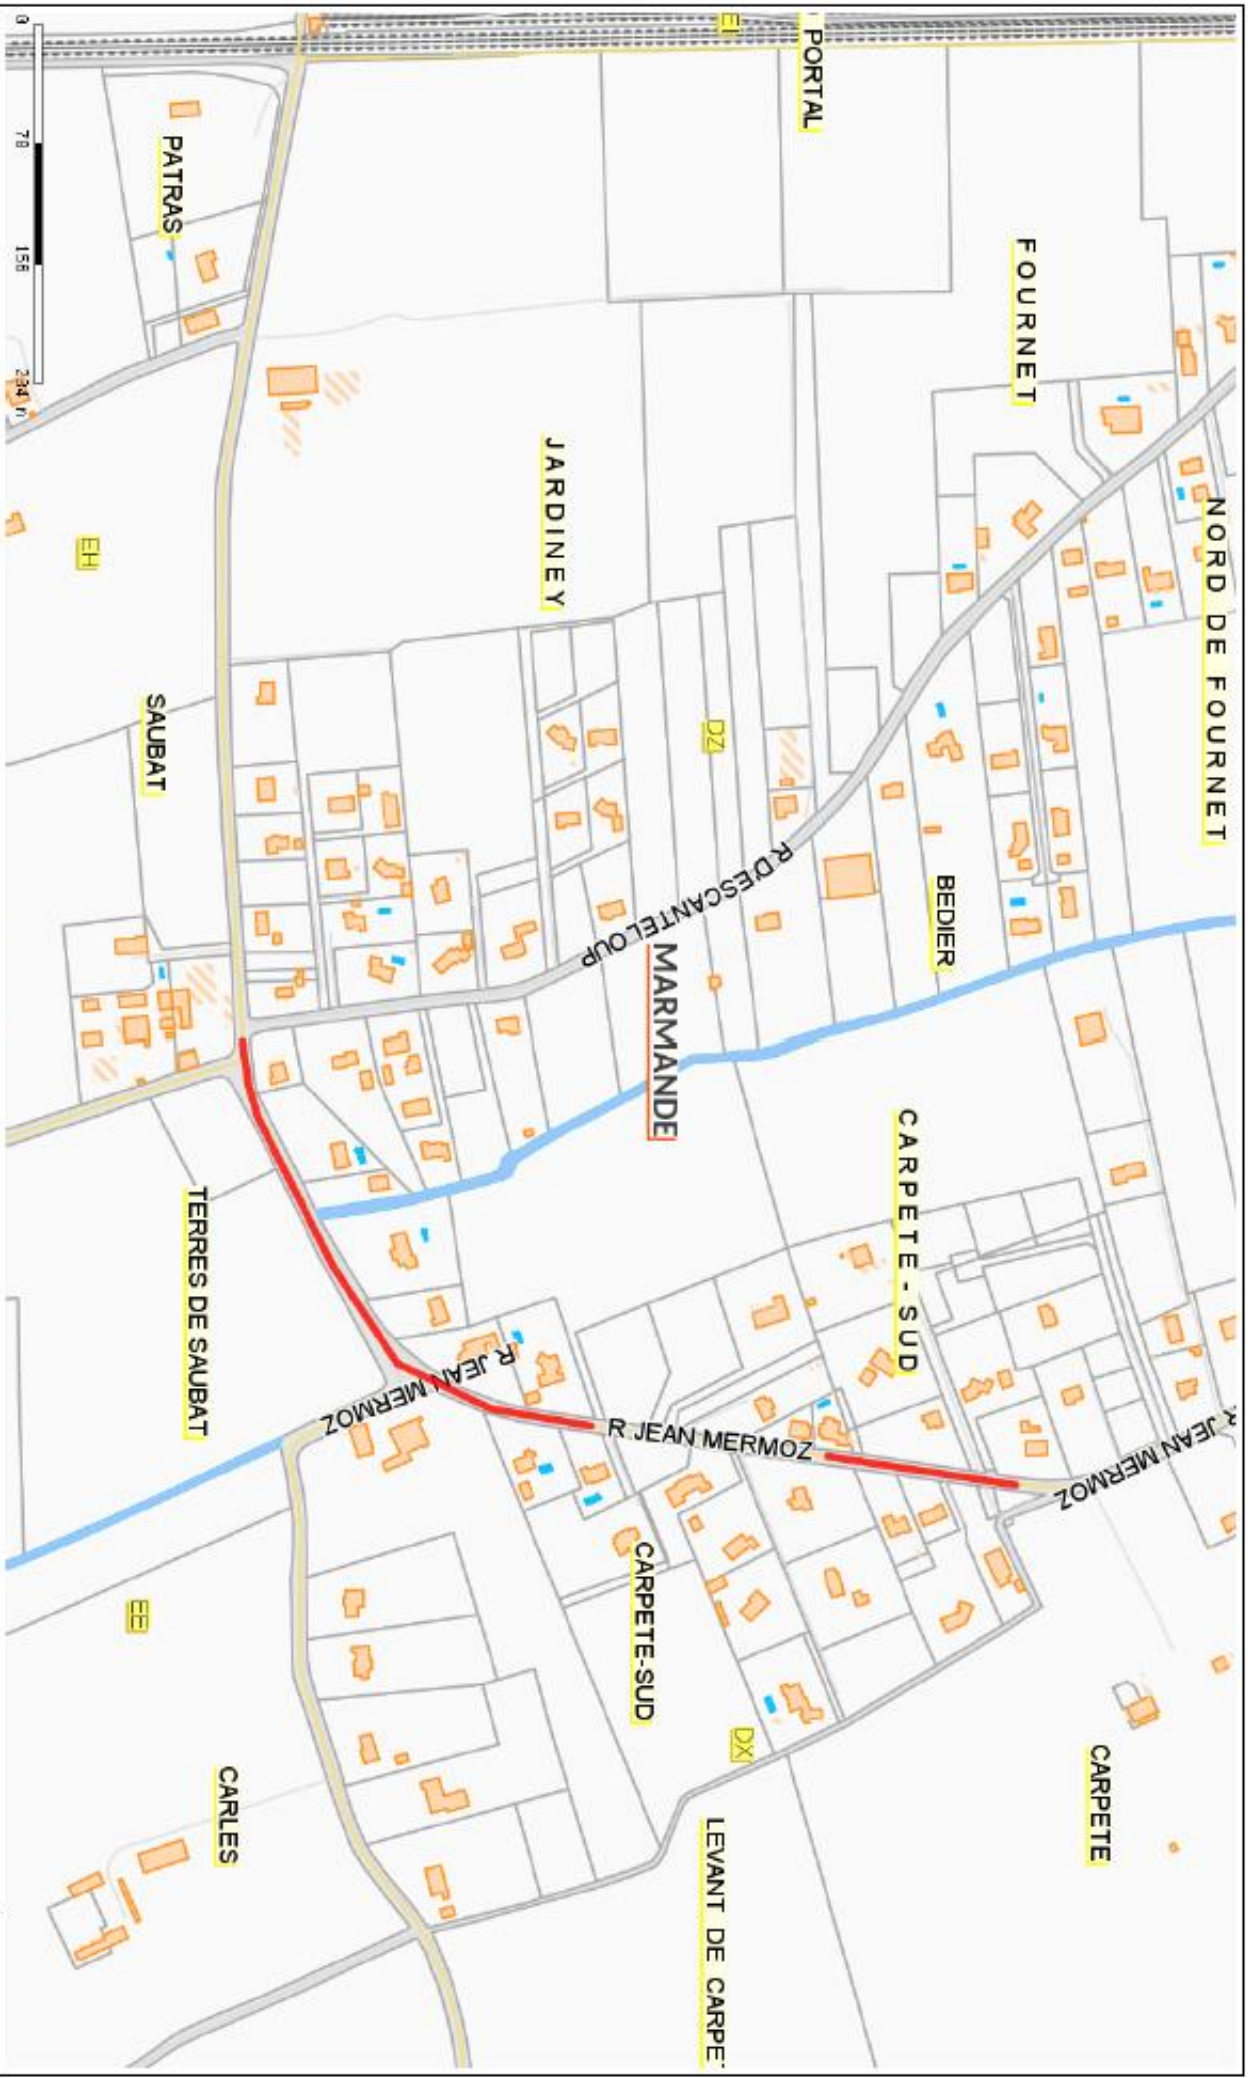 EI
PORTAL
0
78
156
234 m
PATRAS
FOURNET
JARDINEY
NORD DE FOURNET
EH
SAUBAT
DZ
R D'ESCANTELOUP
BEDIER
MARMANDE
CARPETE - SUD
TERRES DE SAUBAT
R JEAN MERMOZ
R JEAN MERMOZ
R JEAN MERMOZ
R JEAN MERMOZ
CARPETE-SUD
EE
DX
CARPETE
CARLES
LEVANT DE CARPE